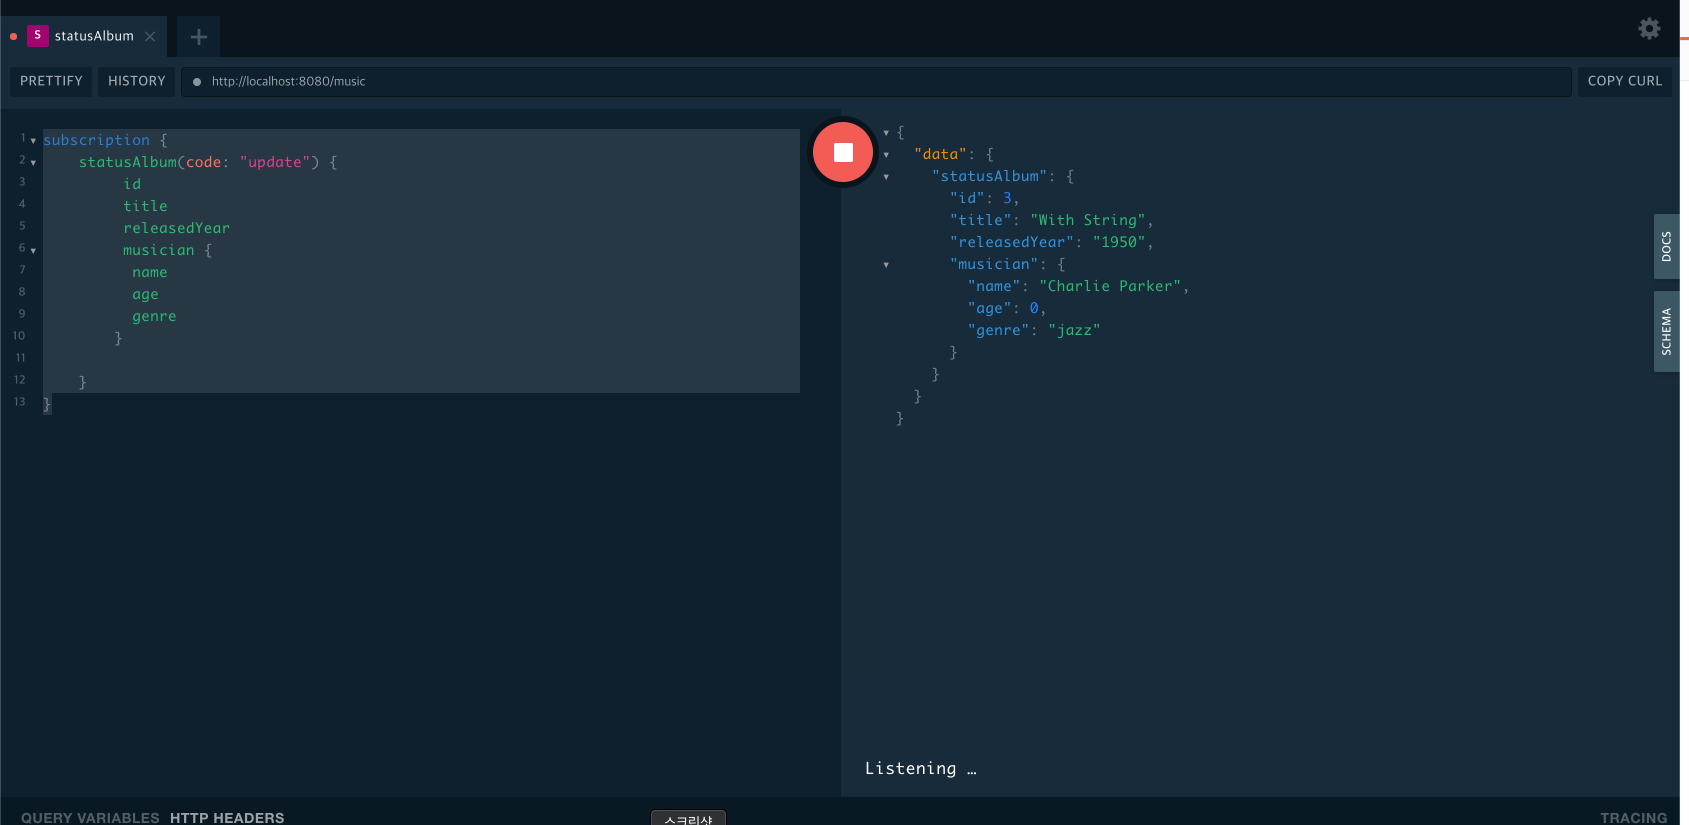 S statusAlbum
PRETTIFY HISTORY http://localhost:8080/music COPY CURL
1 subscription {
2 statusAlbum(code: "update") {
3 id
4 title
5 releasedYear
6 musician {
7 name
8 age
9 genre
10 }
11
12 }
13 }
{
"data": {
"statusAlbum": {
"id": 3,
"title": "With String",
"releasedYear": "1950",
"musician": {
"name": "Charlie Parker",
"age": 0,
"genre": "jazz"
}
}
}
}
DOCS
SCHEMA
Listening …
QUERY VARIABLES HTTP HEADERS
스크린샷
TRACING